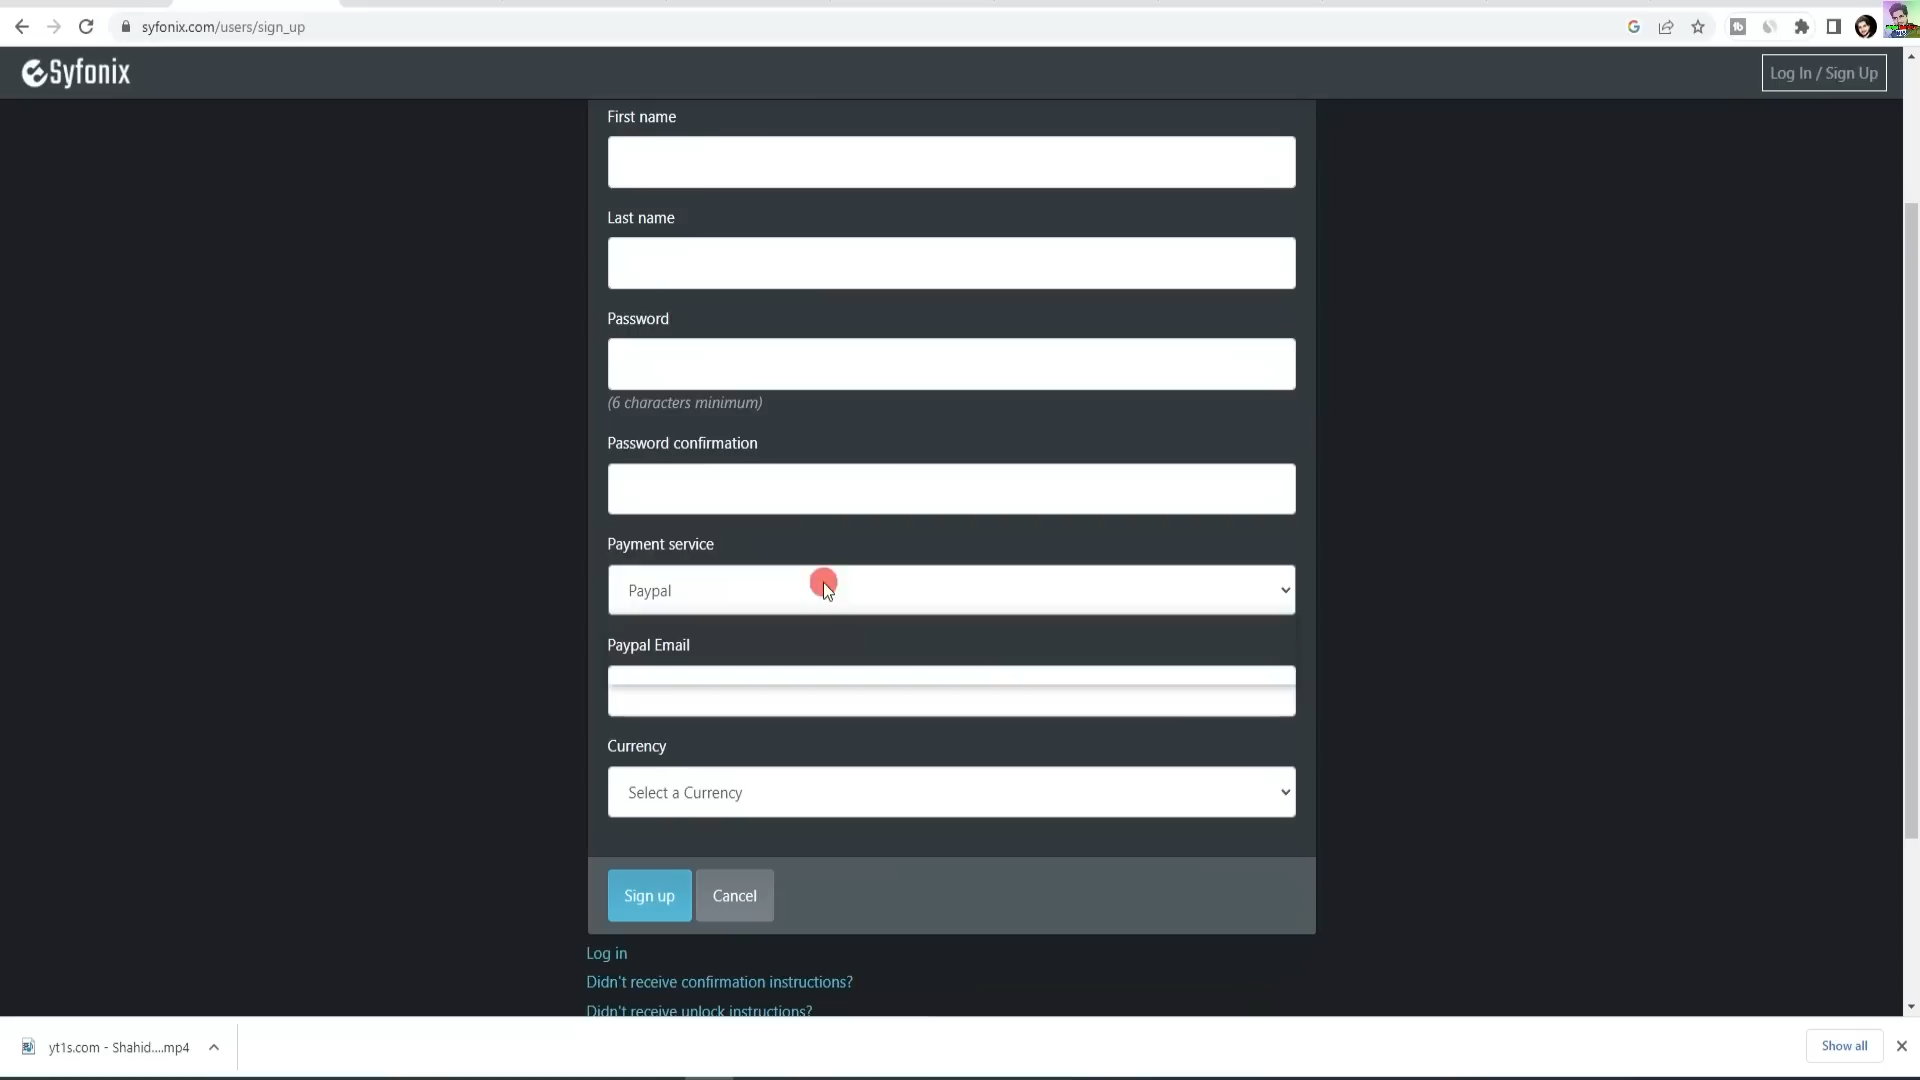 syfonix.com/users/sign_up
Syfonix
Log In / Sign Up
First name
Last name
Password
(6 characters minimum)
Password confirmation
Payment service
Paypal
Paypal Email
Currency
Select a Currency
Sign up
Cancel
Log in
Didn't receive confirmation instructions?
Didn't receive unlock instructions?
yt1s.com - Shahid....mp4
Show all